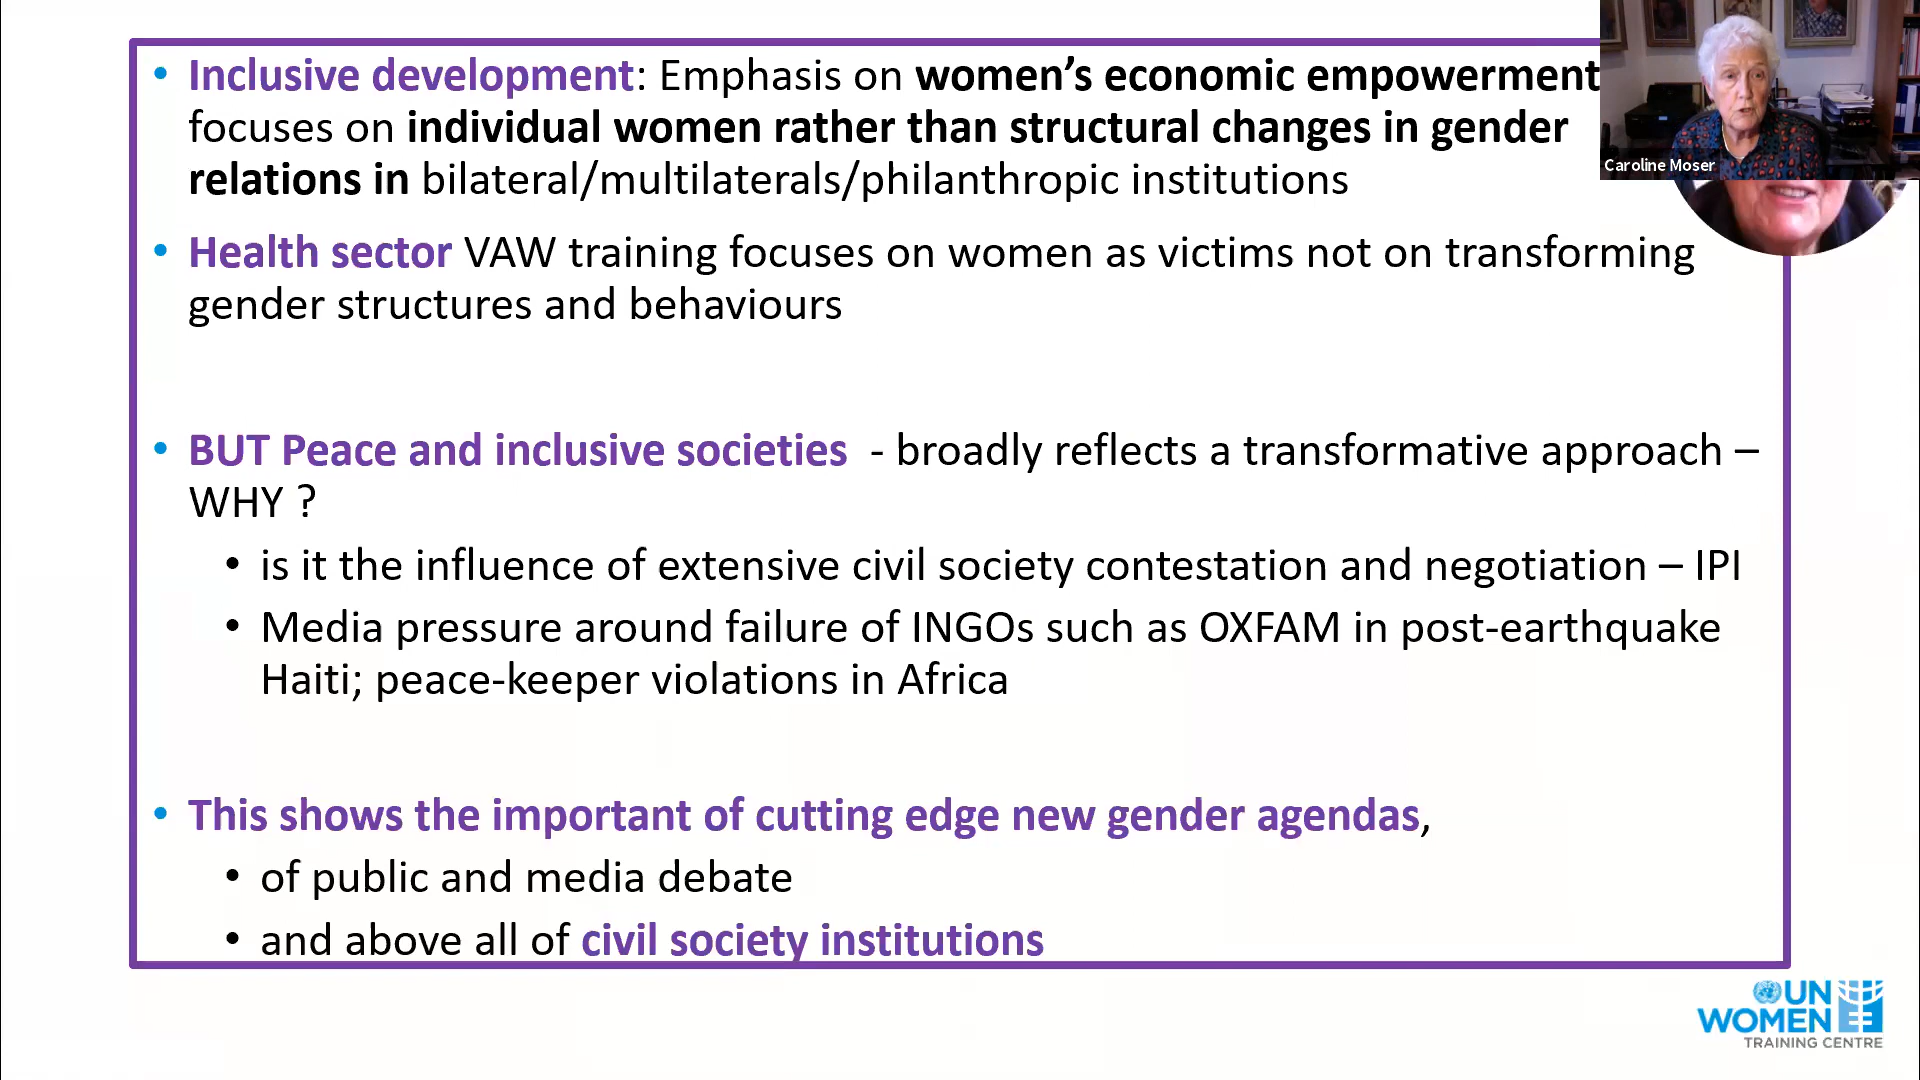 • Inclusive development: Emphasis on women’s economic empowerment
focuses on individual women rather than structural changes in gender
relations in bilateral/multilaterals/philanthropic institutions
• Health sector VAW training focuses on women as victims not on transforming
gender structures and behaviours
• BUT Peace and inclusive societies - broadly reflects a transformative approach –
WHY ?
• is it the influence of extensive civil society contestation and negotiation – IPI
• Media pressure around failure of INGOs such as OXFAM in post-earthquake
Haiti; peace-keeper violations in Africa
• This shows the important of cutting edge new gender agendas,
• of public and media debate
• and above all of civil society institutions
Caroline Moser
UN
WOMEN
TRAINING CENTRE